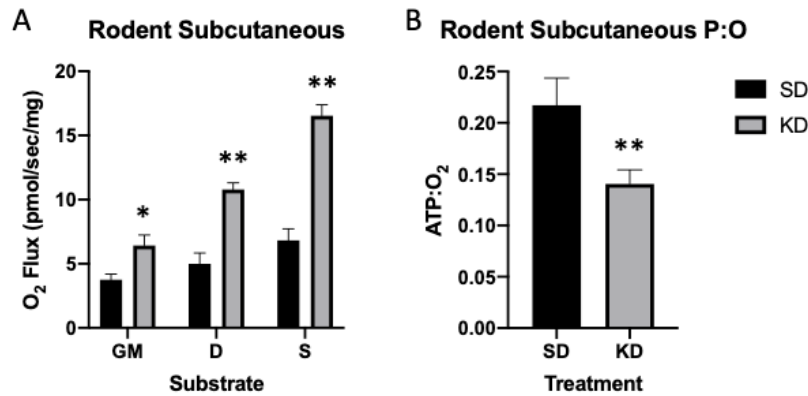 A Rodent Subcutaneous
O2 Flux (pmol/sec/mg)
20
15
10
5
0
*
**
**
GM D S
Substrate
B Rodent Subcutaneous P:O
ATP:O2
0.25
0.20
0.15
0.10
0.05
0.00
**
SD KD
Treatment
SD
KD